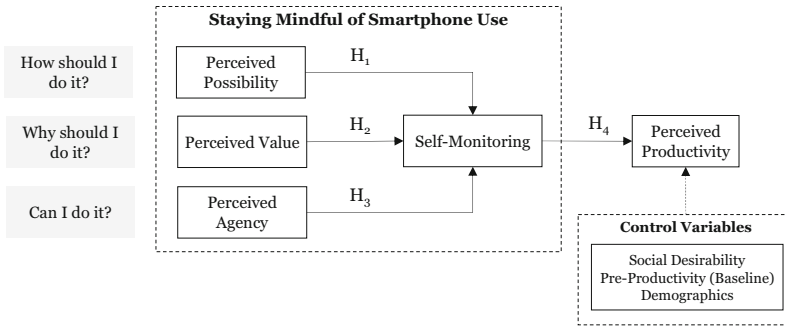 Staying Mindful of Smartphone Use
How should I
do it?
Perceived
Possibility
H₁
Why should I
do it?
Perceived Value
H₂
Self-Monitoring
H₄
Perceived
Productivity
Can I do it?
Perceived
Agency
H₃
Control Variables
Social Desirability
Pre-Productivity (Baseline)
Demographics